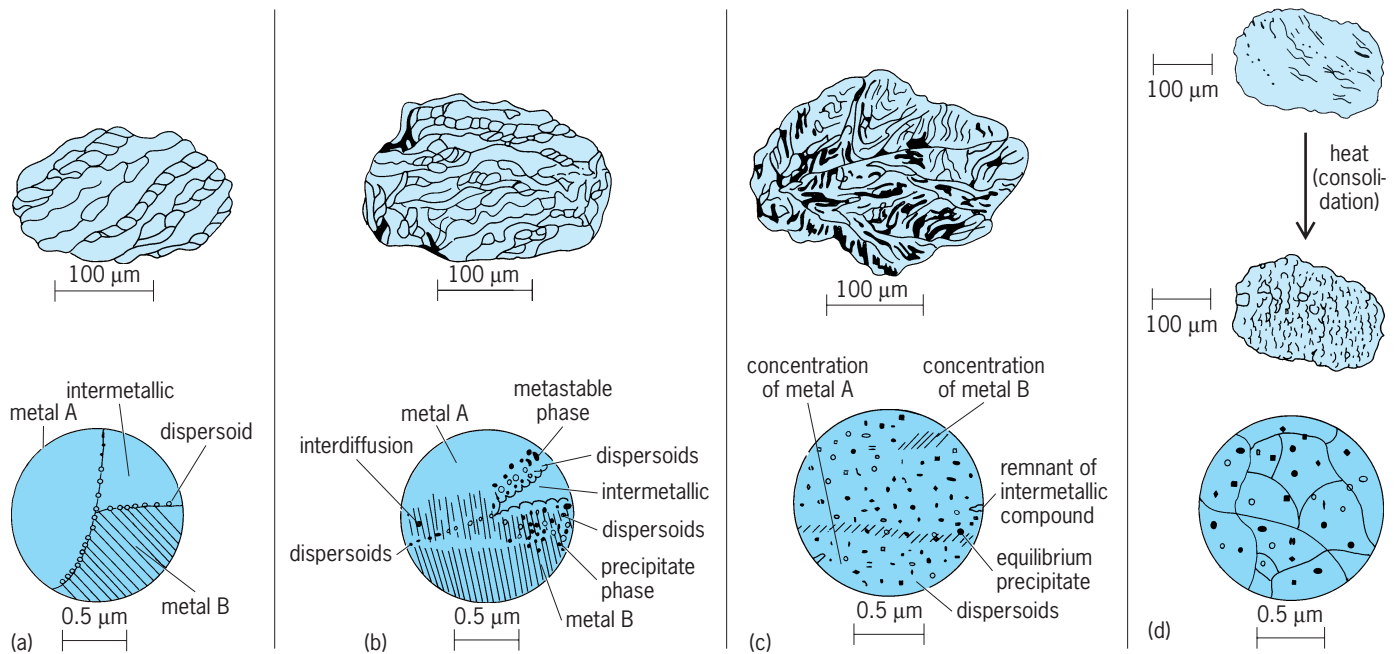 100 μm
intermetallic
metal A
dispersoid
metal B
0.5 μm
(a)
100 μm
metastable
phase
metal A
interdiffusion
dispersoids
intermetallic
dispersoids
dispersoids
precipitate
phase
metal B
0.5 μm
(b)
100 μm
concentration
of metal A
concentration
of metal B
remnant of
intermetallic
compound
equilibrium
precipitate
dispersoids
0.5 μm
(c)
100 μm
heat
(consoli-
dation)
100 μm
0.5 μm
(d)